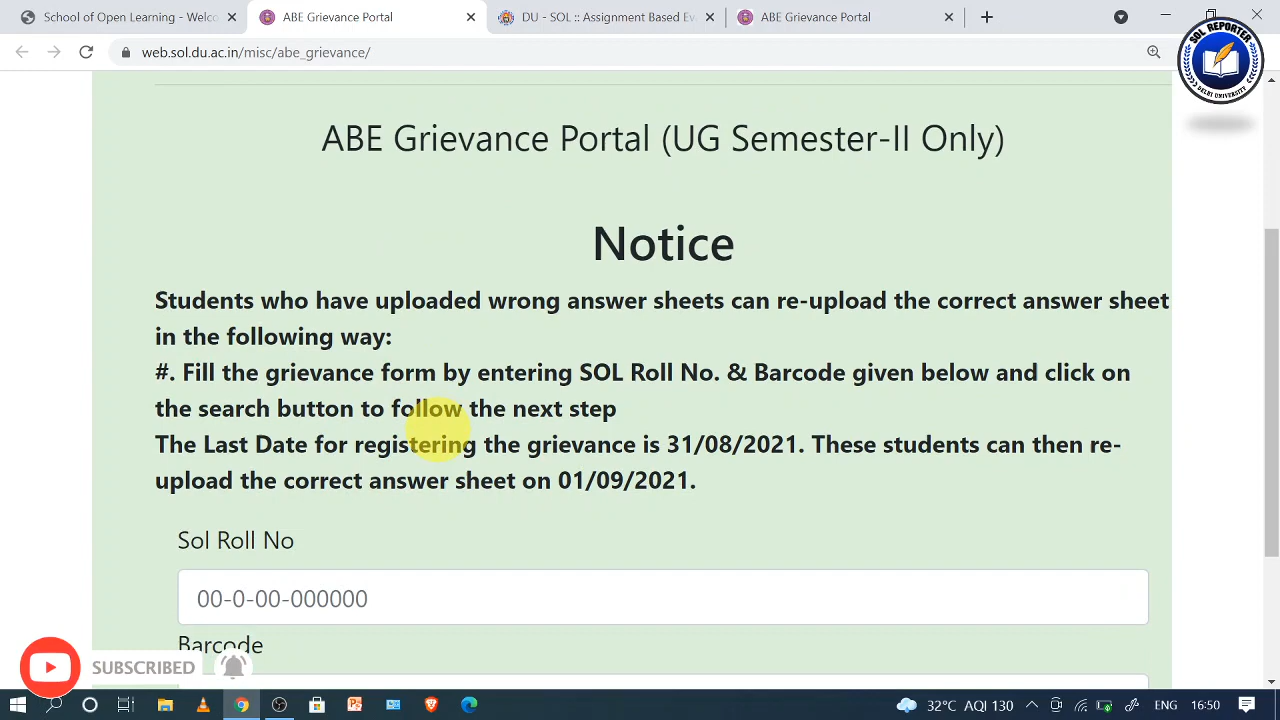 School of Open Learning - Welco
ABE Grievance Portal
DU - SOL :: Assignment Based Ev
ABE Grievance Portal
web.sol.du.ac.in/misc/abe_grievance/
SOL REPORTER
DELHI UNIVERSITY
ABE Grievance Portal (UG Semester-II Only)
Notice
Students who have uploaded wrong answer sheets can re-upload the correct answer sheet
in the following way:
#. Fill the grievance form by entering SOL Roll No. & Barcode given below and click on
the search button to follow the next step
The Last Date for registering the grievance is 31/08/2021. These students can then re-
upload the correct answer sheet on 01/09/2021.
Sol Roll No
00-0-00-000000
Barcode
SUBSCRIBED
32°C AQI 130
ENG
16:50